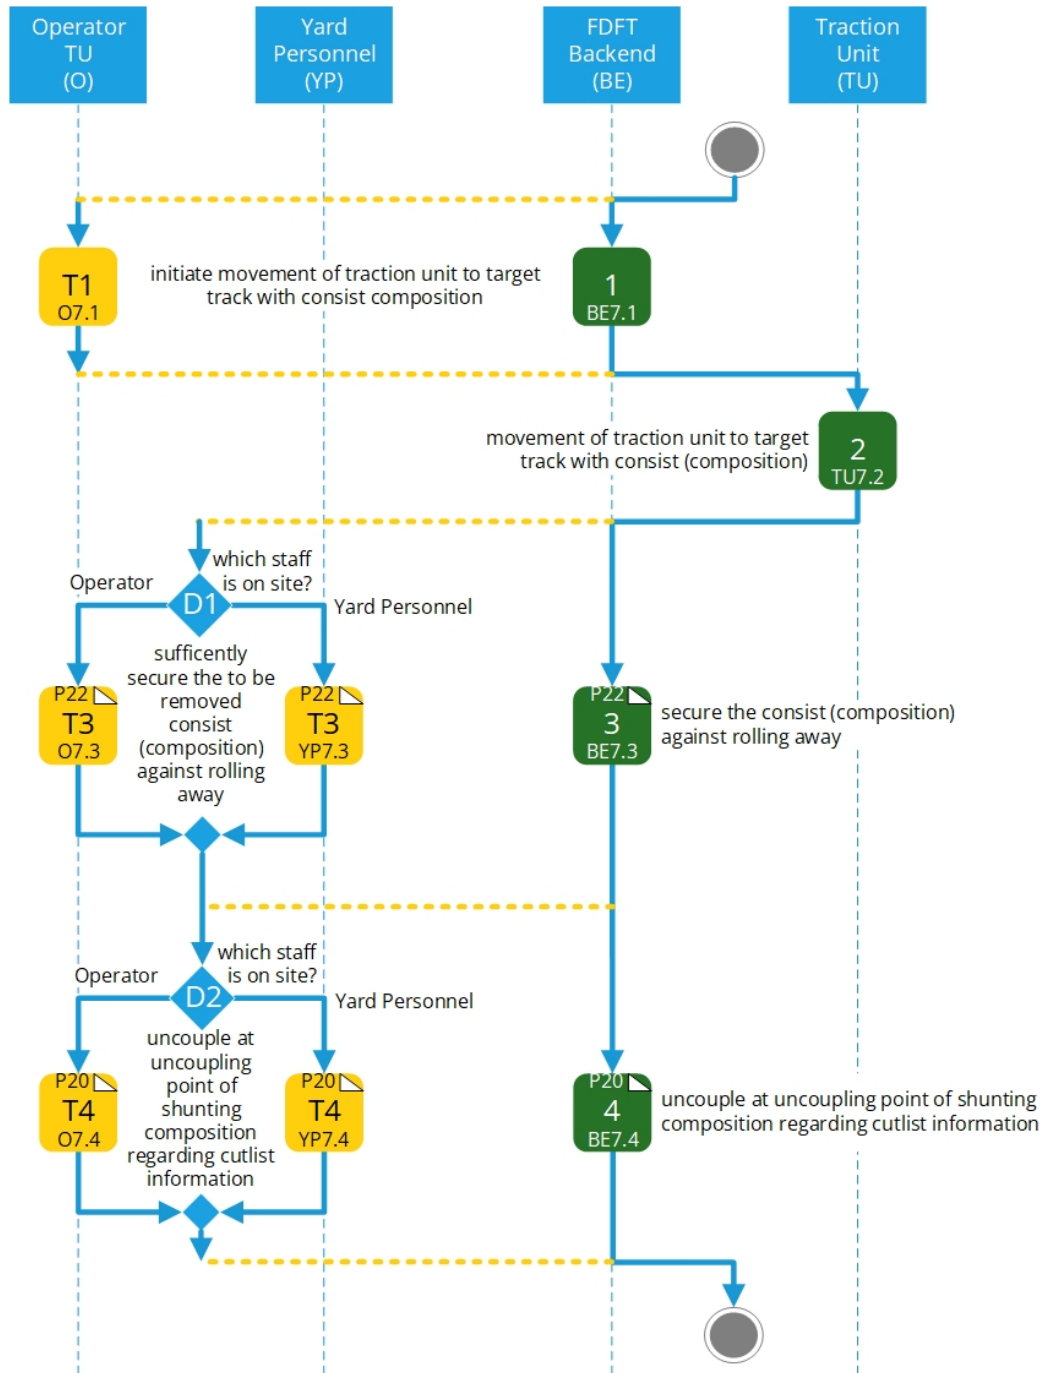 Operator
TU
(O)
Yard
Personnel
(YP)
FDFT
Backend
(BE)
Traction
Unit
(TU)
T1
O7.1
initiate movement of traction unit to target
track with consist composition
1
BE7.1
movement of traction unit to target
track with consist (composition)
2
TU7.2
which staff
is on site?
Operator
D1
Yard Personnel
sufficently
secure the to be
removed
consist
(composition)
against rolling
away
P22
T3
O7.3
P22
T3
YP7.3
P22
3
BE7.3
secure the consist (composition)
against rolling away
which staff
is on site?
Operator
D2
Yard Personnel
uncouple at
uncoupling
point of
shunting
composition
regarding cutlist
information
P20
T4
O7.4
P20
T4
YP7.4
P20
4
BE7.4
uncouple at uncoupling point of shunting
composition regarding cutlist information